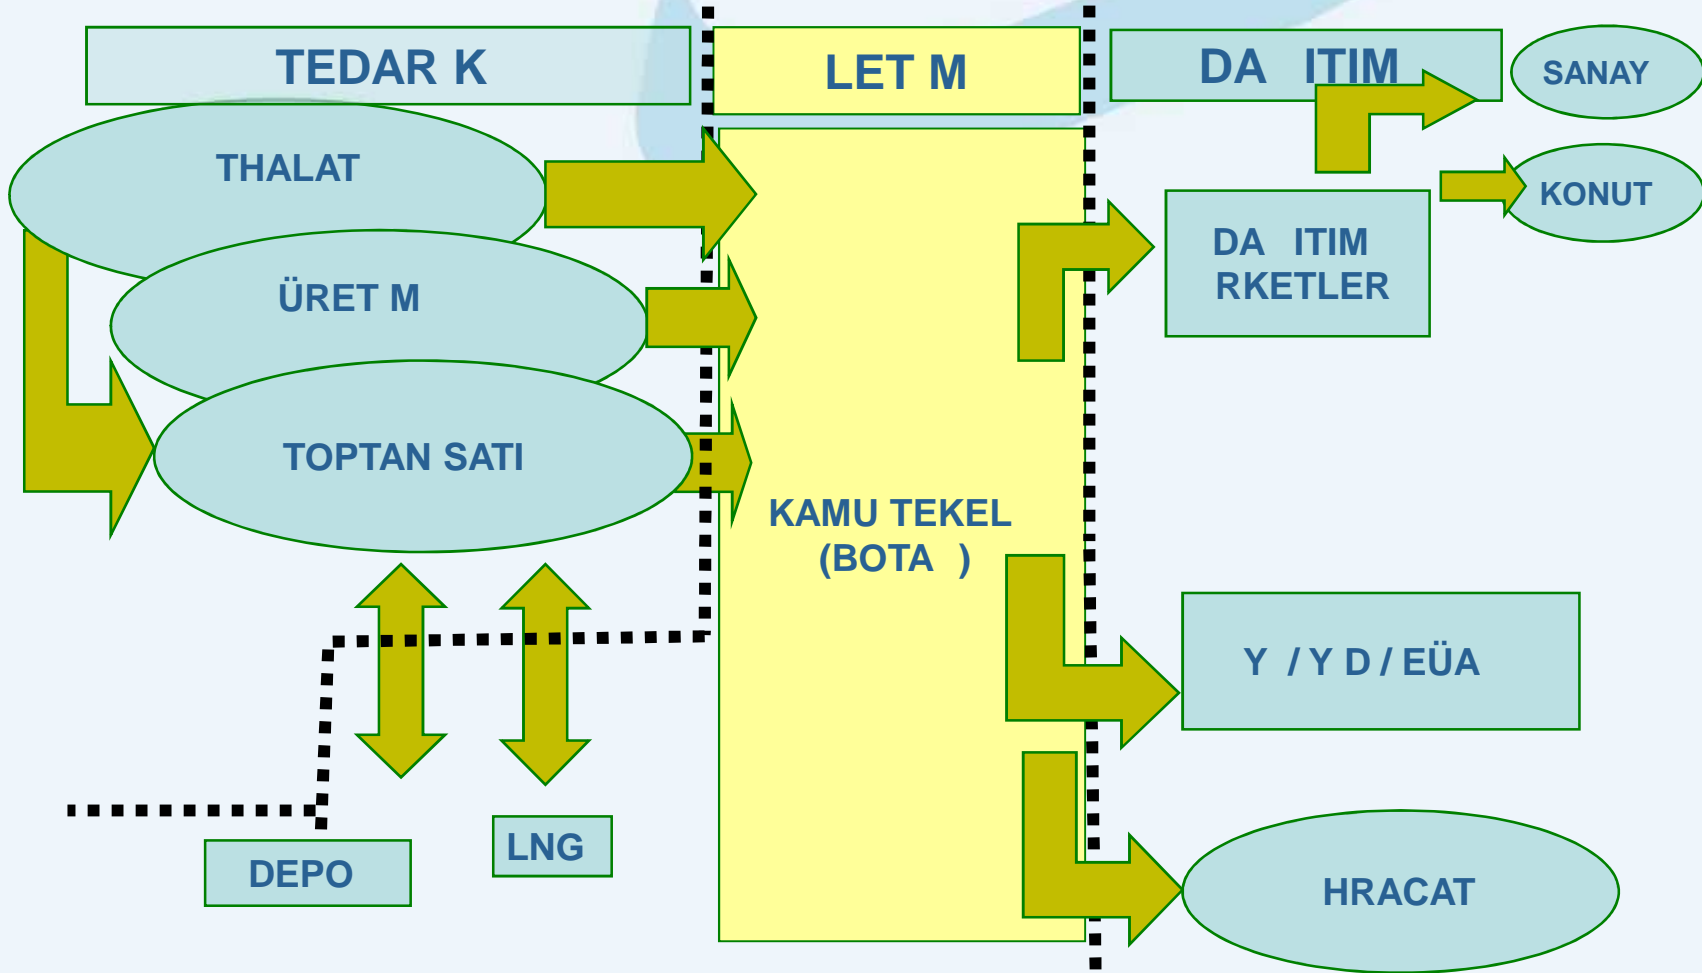 TEDAR K
LET M
DA ITIM
SANAY
THALAT
KONUT
ÜRET M
DA ITIM
RKETLER
TOPTAN SATI
KAMU TEKEL
(BOTA )
Y / Y D / EÜA
LNG
DEPO
HRACAT